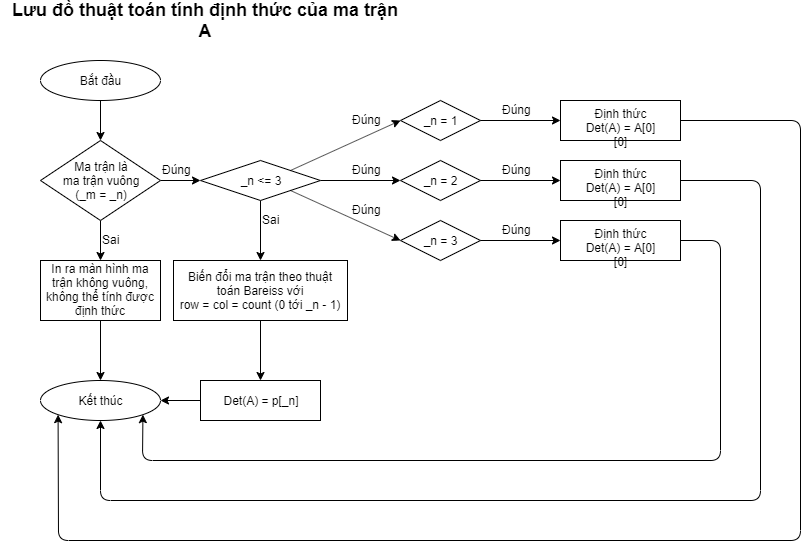 Lưu đồ thuật toán tính định thức của ma trận
A
Bắt đầu
Ma trận là
ma trận vuông
(_m = _n)
Đúng
_n <= 3
Đúng
_n = 1
Đúng
Định thức
Det(A) = A[0]
[0]
Đúng
_n = 2
Đúng
Định thức
Det(A) = A[0]
[0]
Đúng
_n = 3
Đúng
Định thức
Det(A) = A[0]
[0]
Sai
Sai
In ra màn hình ma
trận không vuông,
không thể tính được
định thức
Biến đổi ma trận theo thuật
toán Bareiss với
row = col = count (0 tới _n - 1)
Kết thúc
Det(A) = p[_n]